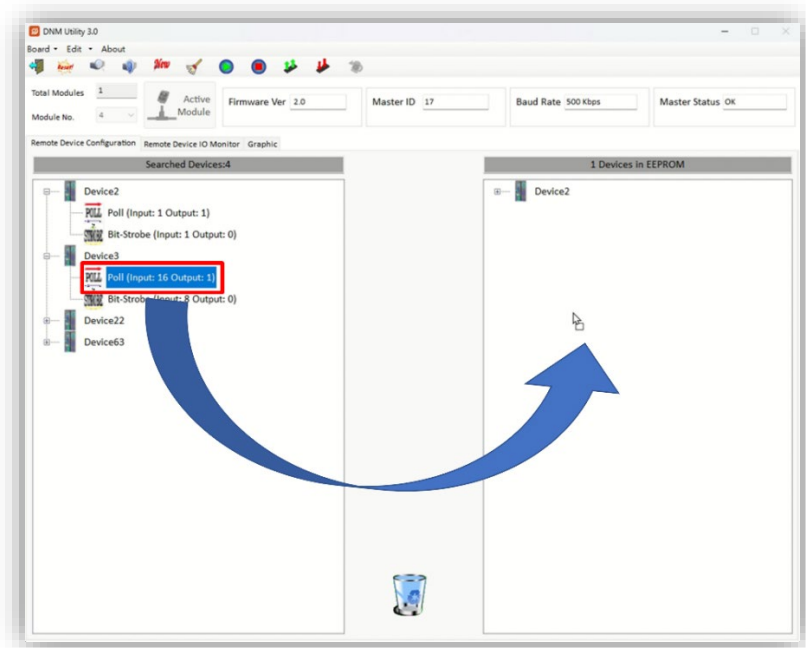 DNM Utility 3.0
Board Edit About
Reset! New
Total Modules 1
Module No. 4
Active Module
Firmware Ver 2.0
Master ID 17
Baud Rate 500 Kbps
Master Status OK
Remote Device Configuration Remote Device IO Monitor Graphic
Searched Devices:4
1 Devices in EEPROM
Device2
POLL Poll (Input: 1 Output: 1)
STROBE Bit-Strobe (Input: 1 Output: 0)
Device3
POLL Poll (Input: 16 Output: 1)
STROBE Bit-Strobe (Input: 8 Output: 0)
Device22
Device63
Device2